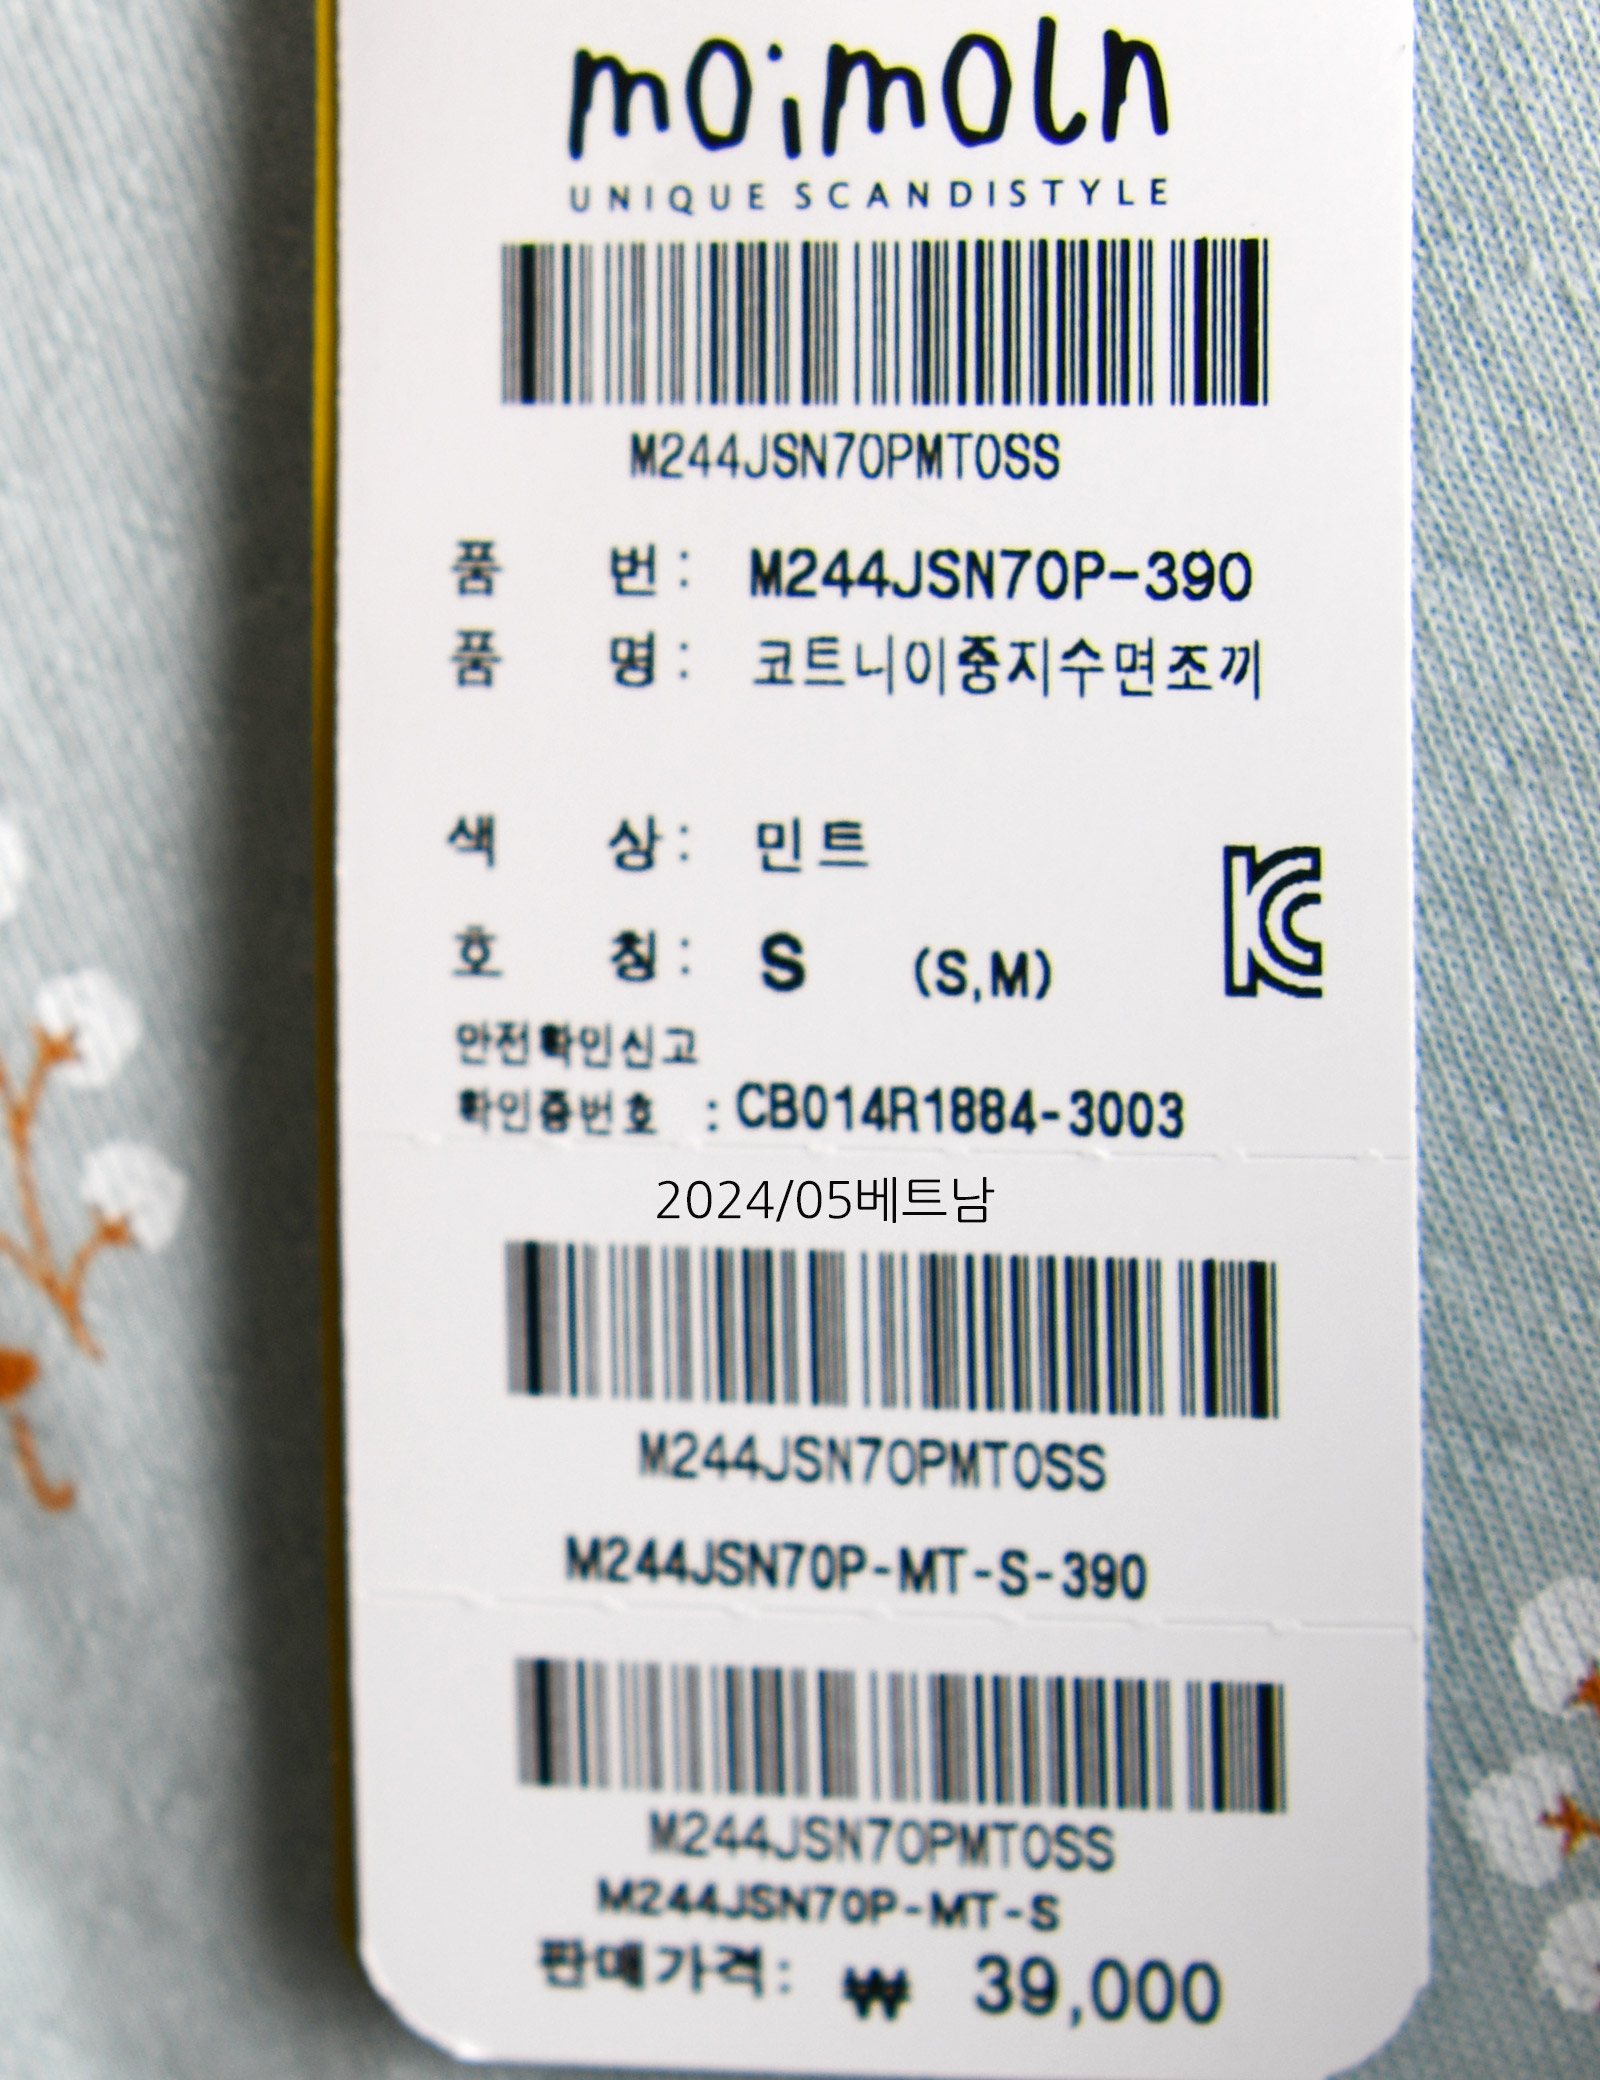 moimoln
UNIQUE SCANDISTYLE
M244JSN70PMT0SS
품 번 : M244JSN70P-390
품 명 : 코트니이중지수면조끼
색 상 : 민트
호 칭 : S (S,M)
안전확인신고
확인증번호 : CB014R1884-3003
2024/05베트남
M244JSN70PMT0SS
M244JSN70P-MT-S-390
M244JSN70PMT0SS
M244JSN70P-MT-S
판매가격: ₩ 39,000